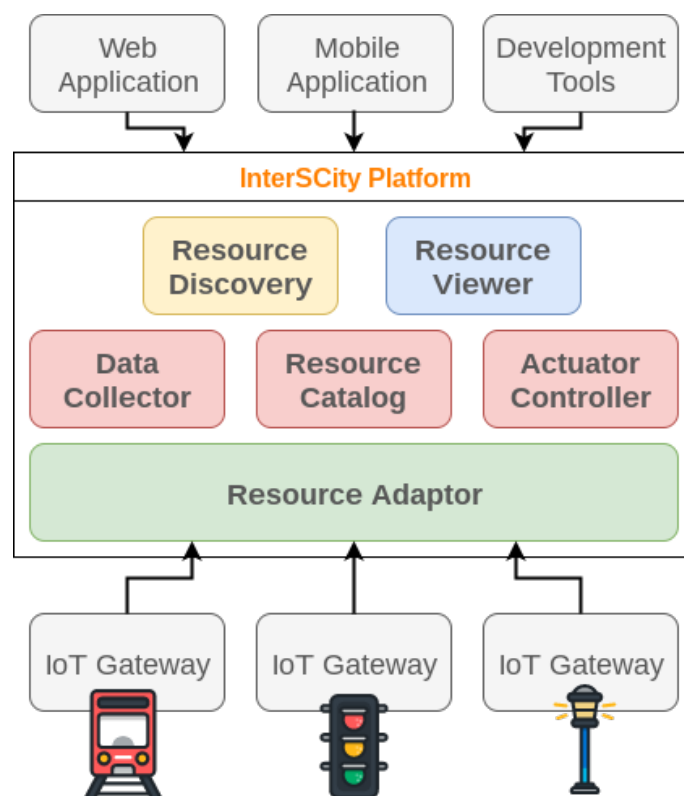 Web
Application
Mobile
Application
Development
Tools
InterSCity Platform
Resource
Discovery
Resource
Viewer
Data
Collector
Resource
Catalog
Actuator
Controller
Resource Adaptor
IoT Gateway
IoT Gateway
IoT Gateway